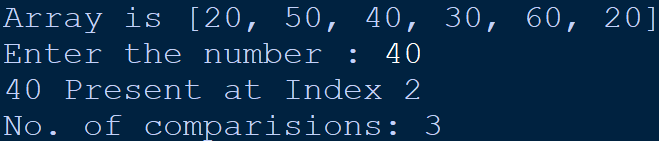 Array is [20, 50, 40, 30, 60, 20]
Enter the number : 40
40 Present at Index 2
No. of comparisions: 3